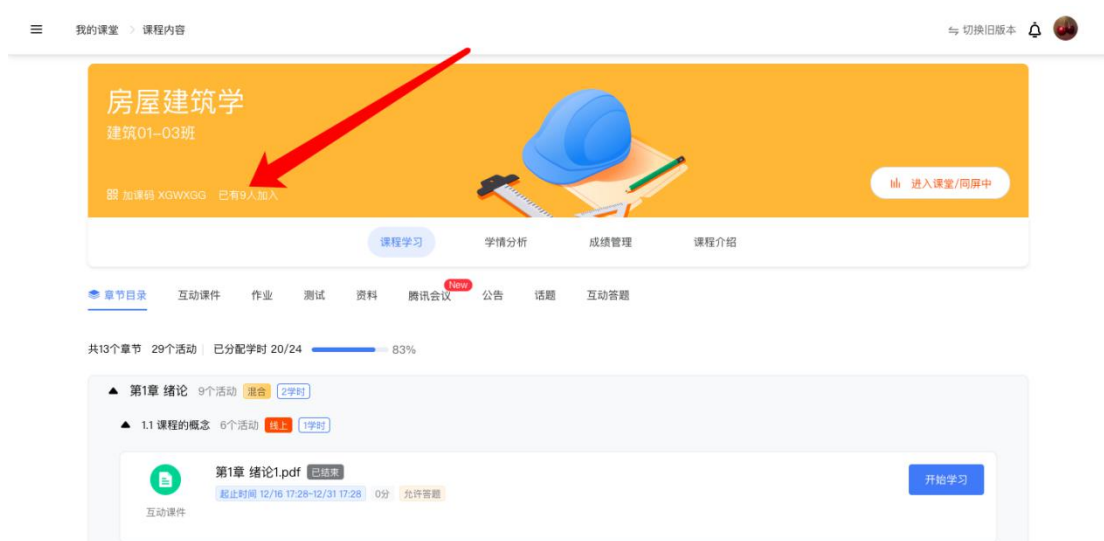 我的课堂 > 课程内容
切换旧版本
房屋建筑学
建筑01-03班
加课码 XGWXGG 已有9人加入
进入课堂/同屏中
课程学习 学情分析 成绩管理 课程介绍
章节目录 互动课件 作业 测试 资料 腾讯会议 New 公告 话题 互动答题
共13个章节 29个活动 已分配学时 20/24 83%
第1章 绪论 9个活动 混合 2学时
1.1 课程的概念 6个活动 线上 1学时
第1章 绪论1.pdf 已结束
起止时间 12/16 17:28~12/31 17:28 0分 允许答题
开始学习
互动课件